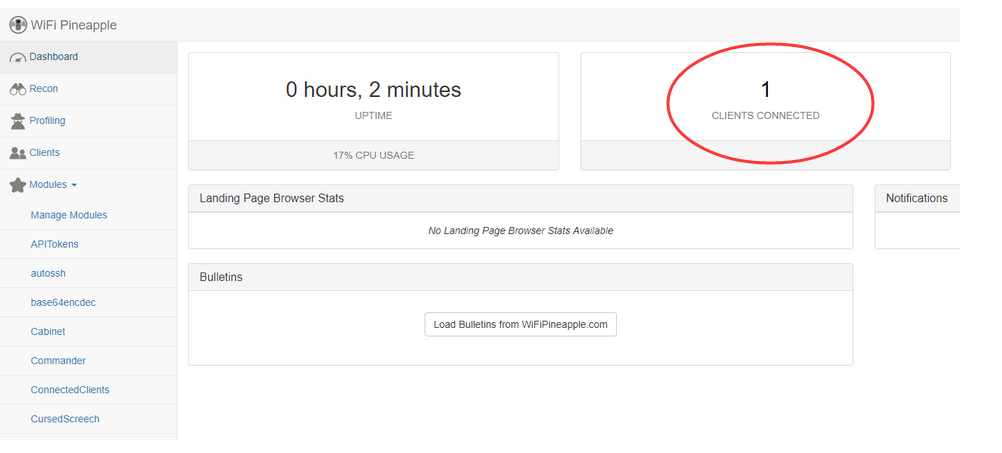 WiFi Pineapple
Dashboard
Recon
Profiling
Clients
Modules
Manage Modules
APITokens
autossh
base64encdec
Cabinet
Commander
ConnectedClients
CursedScreech
0 hours, 2 minutes
UPTIME
17% CPU USAGE
1
CLIENTS CONNECTED
Landing Page Browser Stats
No Landing Page Browser Stats Available
Notifications
Bulletins
Load Bulletins from WiFiPineapple.com